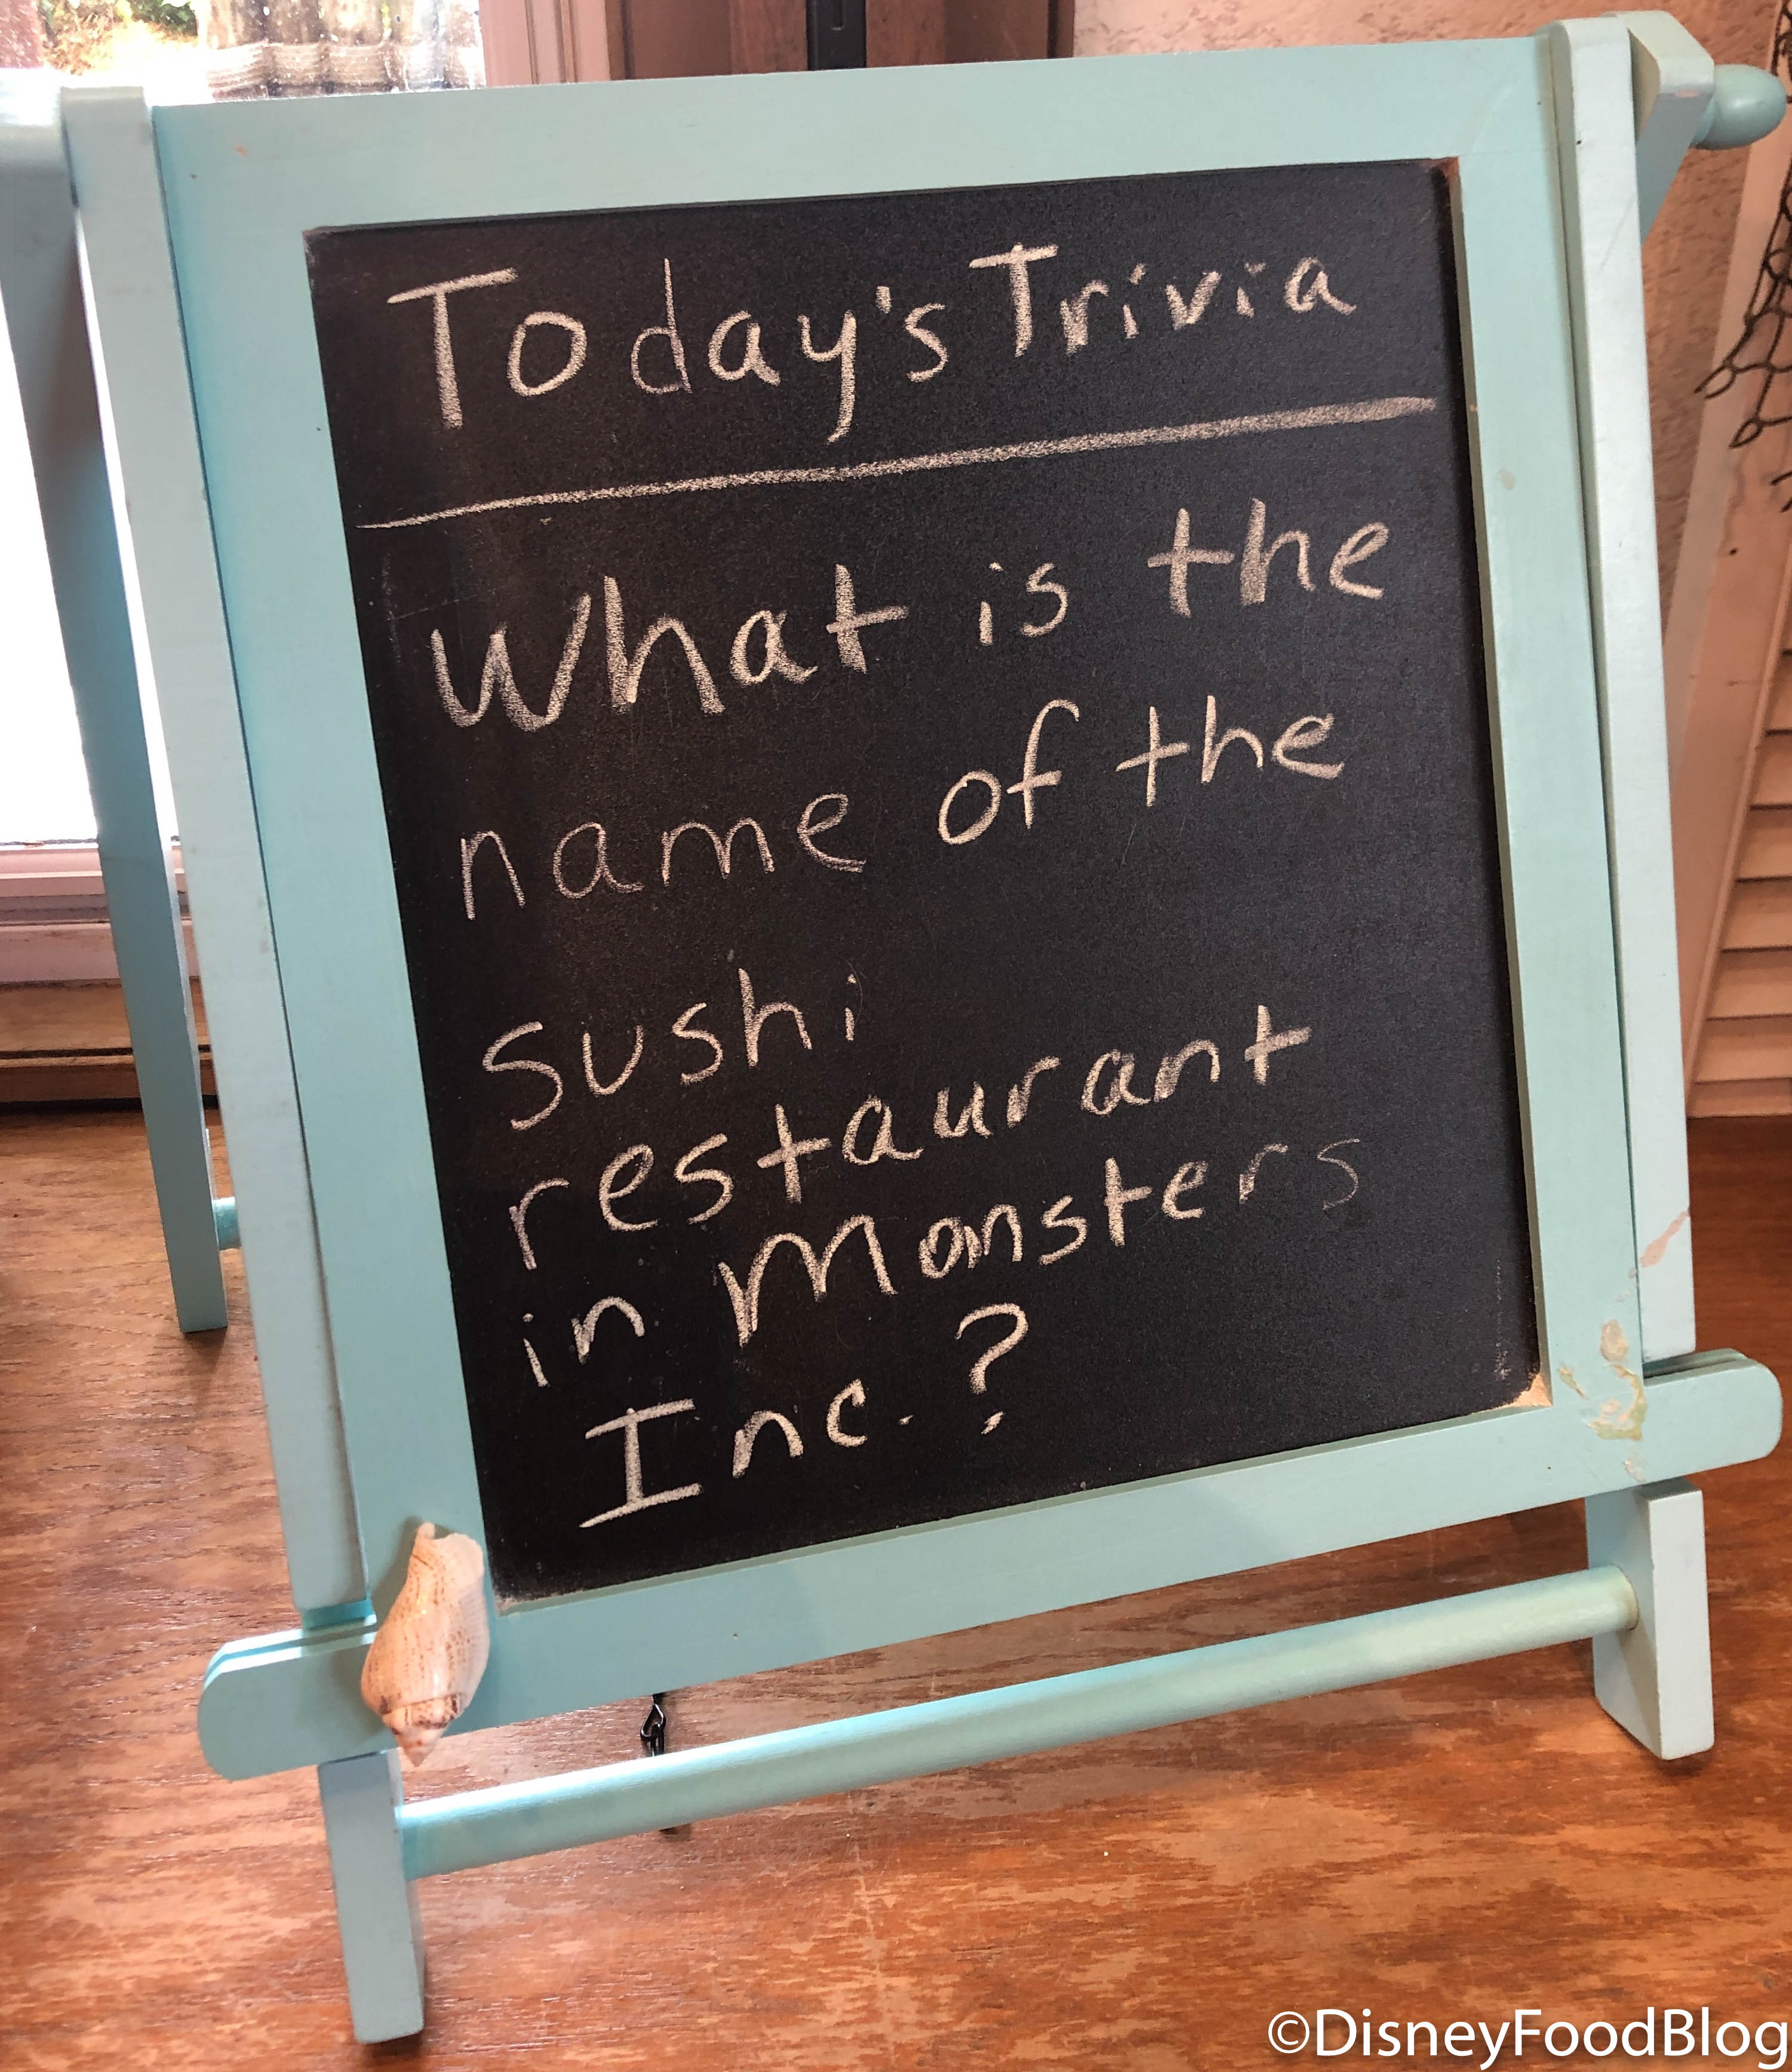 Today's Trivia
What is the
name of the
sushi
restaurant
in Monsters
Inc.?
©DisneyFoodBlog